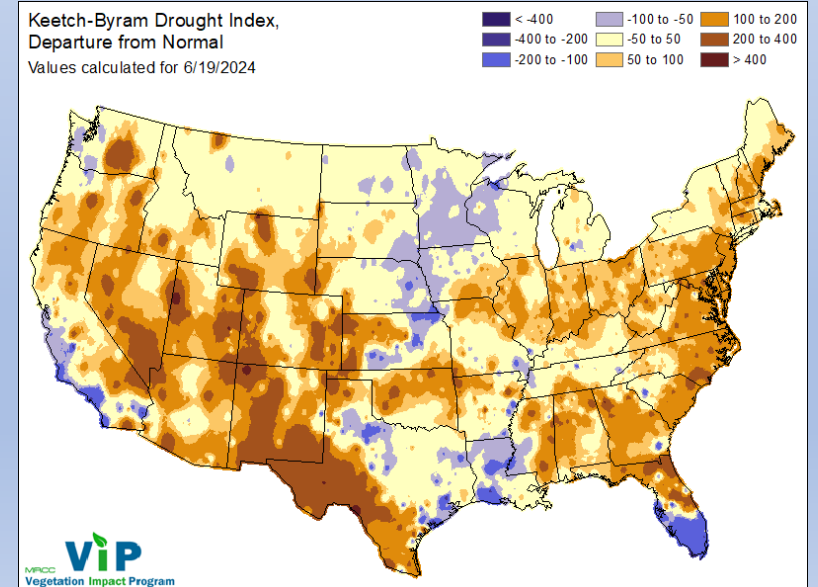 Keetch-Byram Drought Index,
Departure from Normal
Values calculated for 6/19/2024
< -400
-400 to -200
-200 to -100
-100 to -50
-50 to 50
50 to 100
100 to 200
200 to 400
> 400
MRCC
ViP
Vegetation Impact Program